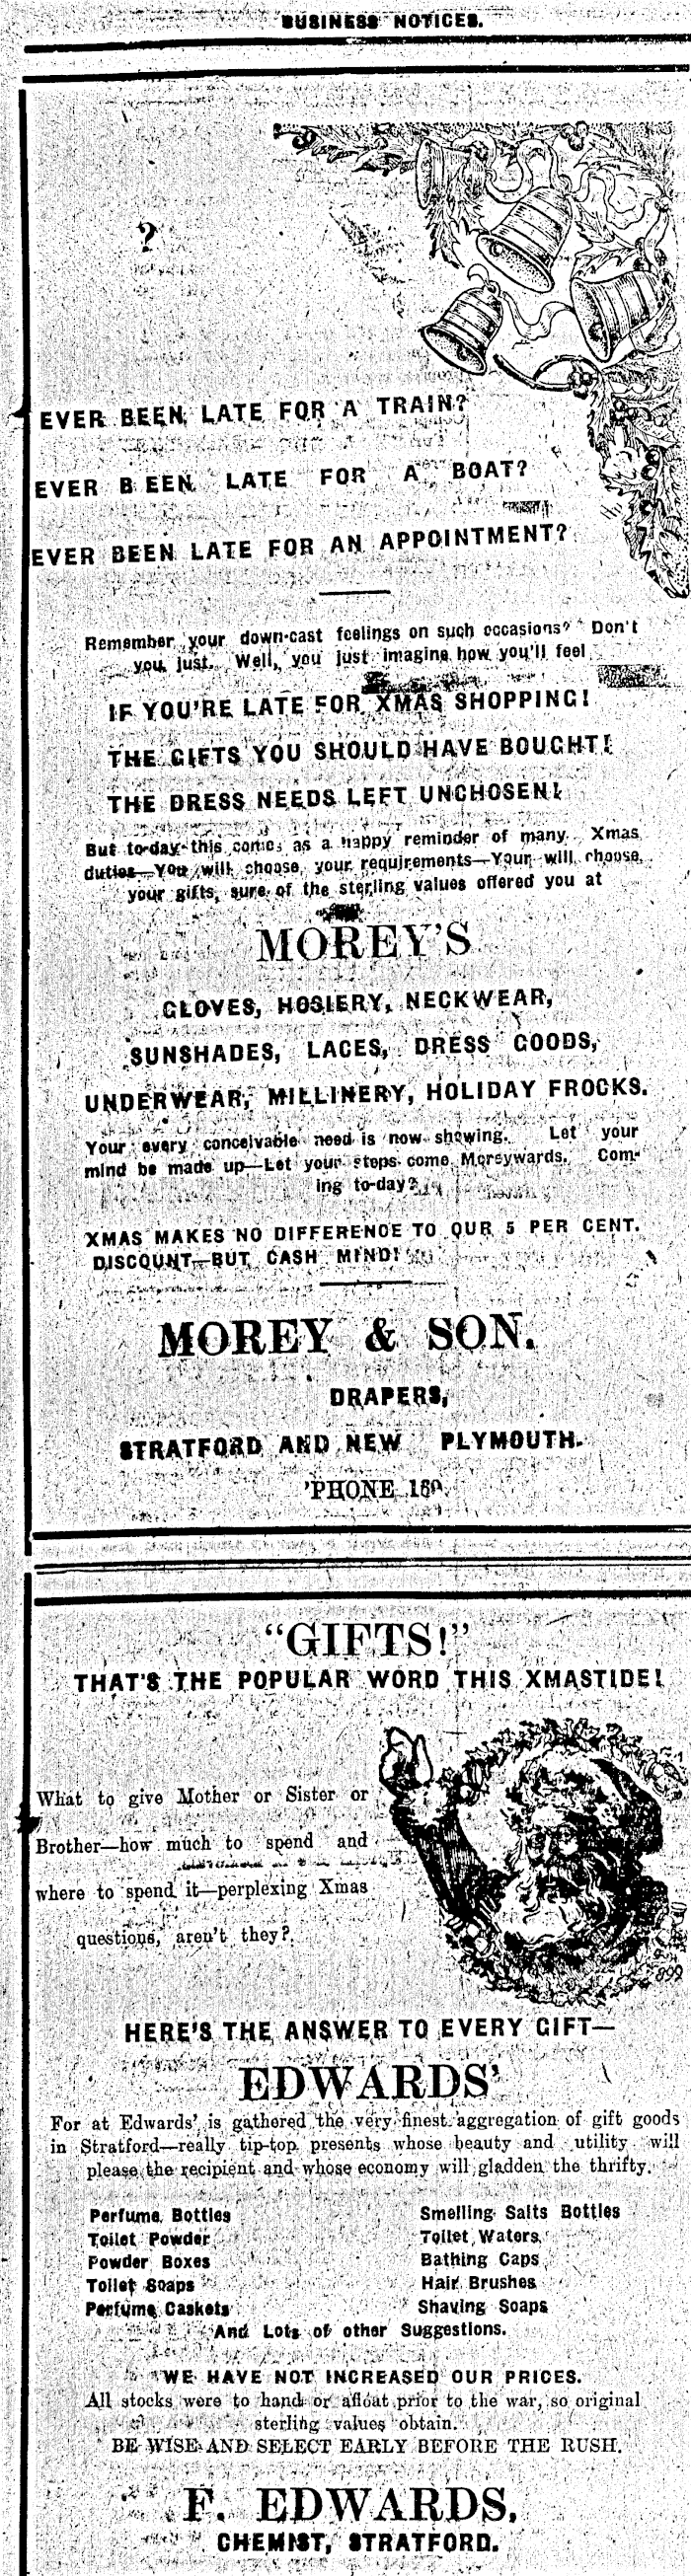 BUSINESS NOTICES.
?
EVER BEEN LATE FOR A TRAIN?
EVER BEEN LATE FOR A BOAT?
EVER BEEN LATE FOR AN APPOINTMENT?
Remember your down-cast feelings on such occasions? Don't
you just. Well, you just imagine how you'll feel
IF YOU'RE LATE FOR XMAS SHOPPING!
THE GIFTS YOU SHOULD HAVE BOUGHT!
THE DRESS NEEDS LEFT UNCHOSEN!
But to-day this comes as a happy reminder of many Xmas
duties—You will choose your requirements—Your will choose
your gifts, sure of the sterling values offered you at
MOREY'S
GLOVES, HOSIERY, NECKWEAR,
SUNSHADES, LACES, DRESS GOODS,
UNDERWEAR, MILLINERY, HOLIDAY FROCKS.
Your every conceivable need is now showing. Let your
mind be made up—Let your steps come Moreywards. Com-
ing to-day?
XMAS MAKES NO DIFFERENCE TO OUR 5 PER CENT.
DISCOUNT—BUT CASH MIND!
MOREY & SON.
DRAPERS,
STRATFORD AND NEW PLYMOUTH.
'PHONE
"GIFTS!"
THAT'S THE POPULAR WORD THIS XMASTIDE!
What to give Mother or Sister or
Brother—how much to spend and
where to spend it—perplexing Xmas
questions, aren't they?
899
HERE'S THE ANSWER TO EVERY GIFT—
EDWARDS'
For at Edwards' is gathered the very finest aggregation of gift goods
in Stratford—really tip-top presents whose beauty and utility will
please the recipient and whose economy will gladden the thrifty.
Perfume Bottles Smelling Salts Bottles
Toilet Powder Toilet Waters
Powder Boxes Bathing Caps
Toilet Soaps Hair Brushes
Perfume Caskets Shaving Soaps
And Lots of other Suggestions.
WE HAVE NOT INCREASED OUR PRICES.
All stocks were to hand or afloat prior to the war, so original
sterling values obtain.
BE WISE AND SELECT EARLY BEFORE THE RUSH.
F. EDWARDS,
CHEMIST, STRATFORD.